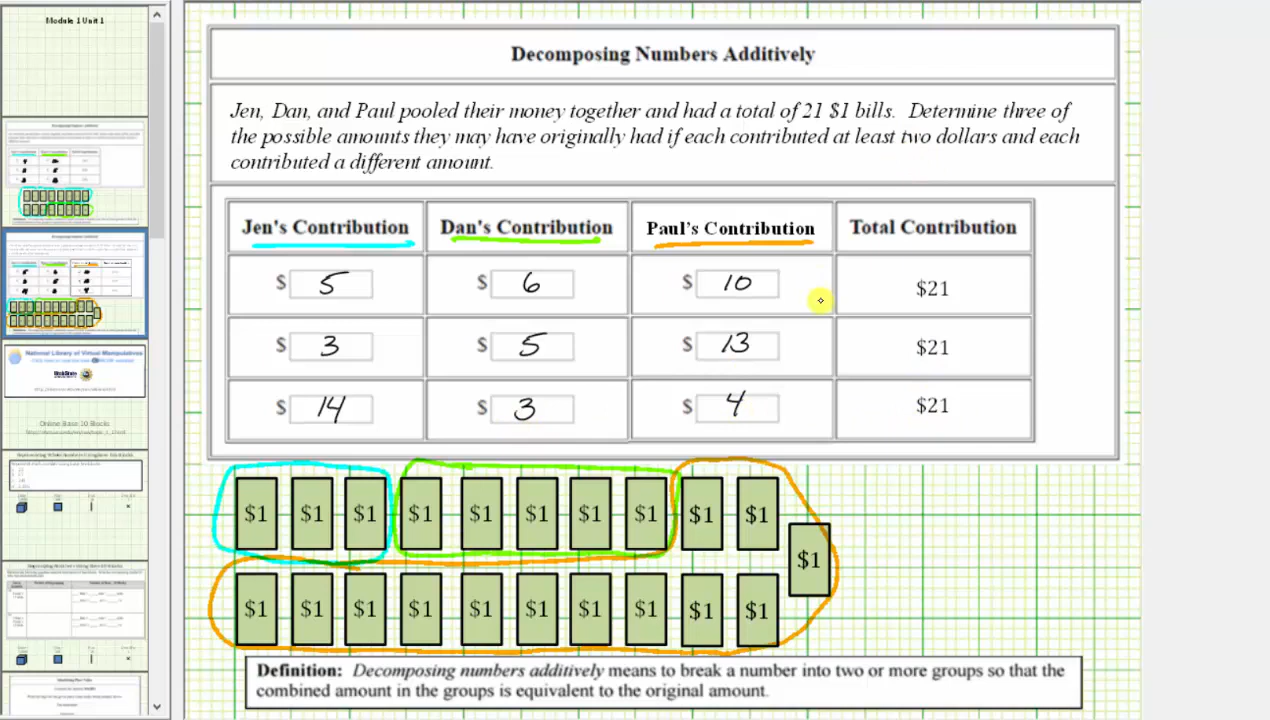 Module 1 Unit 1
Decomposing Numbers Additively
Jen, Dan, and Paul pooled their money together and had a total of 21 $1 bills. Determine three of
the possible amounts they may have originally had if each contributed at least two dollars and each
contributed a different amount.
Jen's Contribution Dan's Contribution Paul's Contribution Total Contribution
$ 5 $ 6 $ 10 $21
$ 3 $ 5 $ 13 $21
$ 14 $ 3 $ 4 $21
$1 $1 $1 $1 $1 $1 $1 $1 $1 $1
$1
$1 $1 $1 $1 $1 $1 $1 $1 $1 $1
Definition: Decomposing numbers additively means to break a number into two or more groups so that the
combined amount in the groups is equivalent to the original amount.
National Library of Virtual Manipulatives
Online Base 10 Blocks